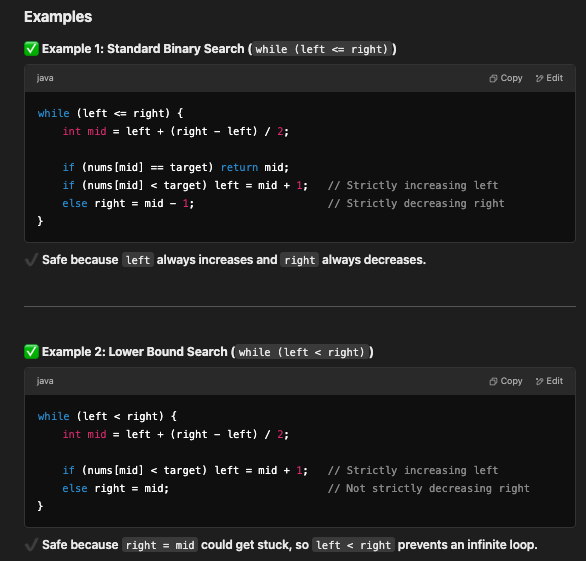 Examples
✅ Example 1: Standard Binary Search ( while (left <= right) )
java Copy Edit
while (left <= right) {
    int mid = left + (right - left) / 2;
    if (nums[mid] == target) return mid;
    if (nums[mid] < target) left = mid + 1;   // Strictly increasing left
    else right = mid - 1;                     // Strictly decreasing right
}
✔ Safe because left always increases and right always decreases.
✅ Example 2: Lower Bound Search ( while (left < right) )
java Copy Edit
while (left < right) {
    int mid = left + (right - left) / 2;
    if (nums[mid] < target) left = mid + 1;   // Strictly increasing left
    else right = mid;                         // Not strictly decreasing right
}
✔ Safe because right = mid could get stuck, so left < right prevents an infinite loop.